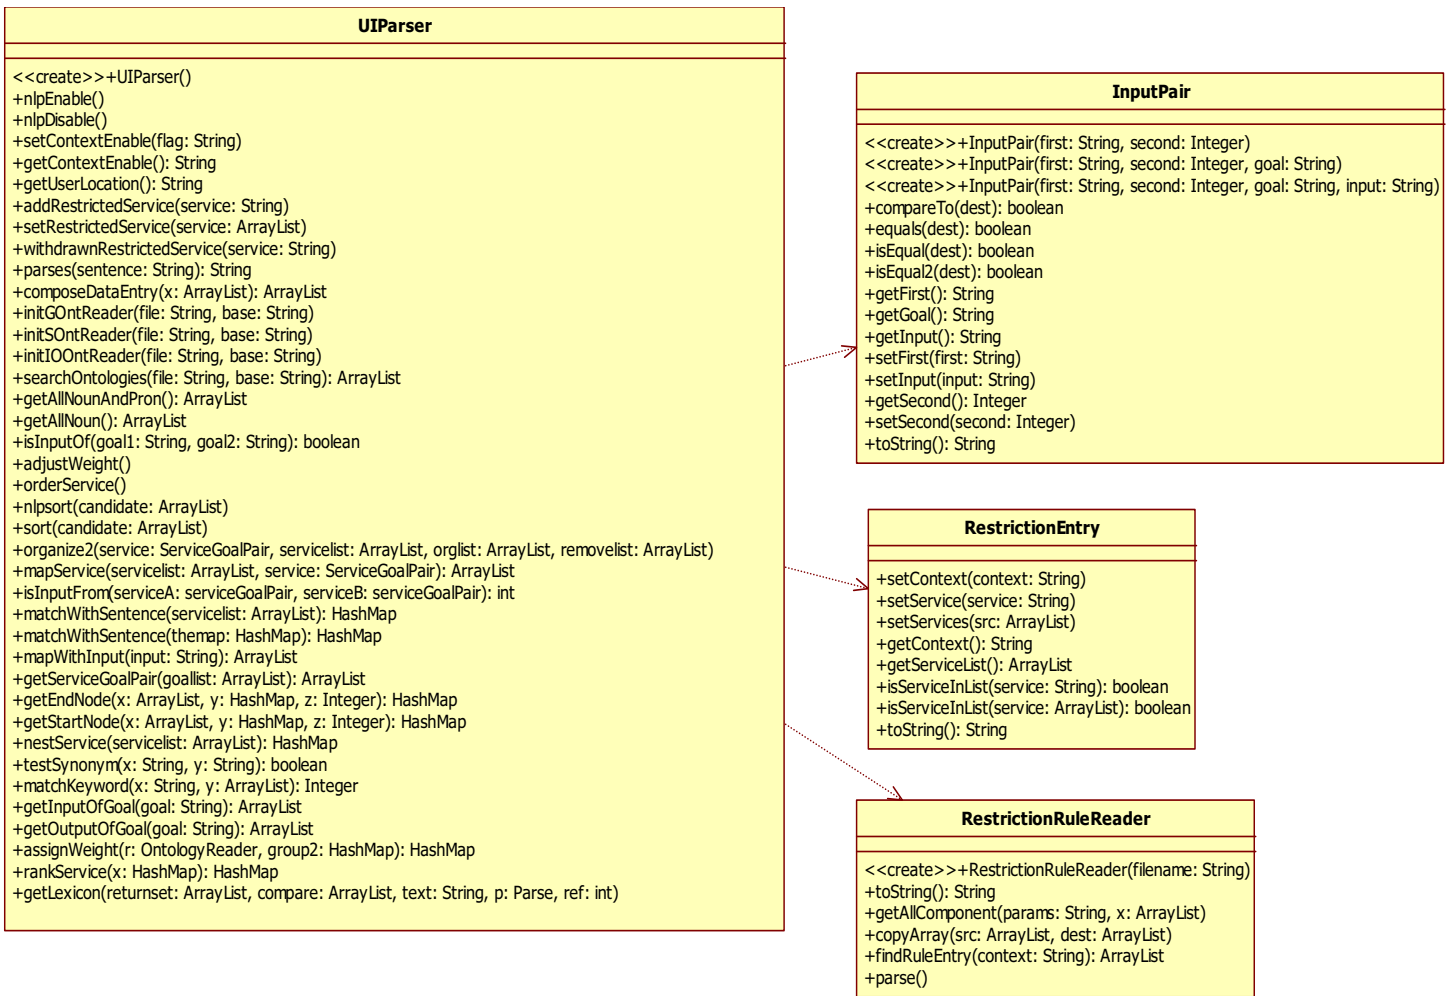 UIParser
<<create>>+UIParser()
+nlpEnable()
+nlpDisable()
+setContextEnable(flag: String)
+getContextEnable(): String
+getUserLocation(): String
+addRestrictedService(service: String)
+setRestrictedService(service: ArrayList)
+withdrawnRestrictedService(service: String)
+parses(sentence: String): String
+composeDataEntry(x: ArrayList): ArrayList
+initGOntReader(file: String, base: String)
+initSOntReader(file: String, base: String)
+initIOOntReader(file: String, base: String)
+searchOntologies(file: String, base: String): ArrayList
+getAllNounAndPron(): ArrayList
+getAllNoun(): ArrayList
+isInputOf(goal1: String, goal2: String): boolean
+adjustWeight()
+orderService()
+nlpsort(candidate: ArrayList)
+sort(candidate: ArrayList)
+organize2(service: ServiceGoalPair, servicelist: ArrayList, orglist: ArrayList, removelist: ArrayList)
+mapService(servicelist: ArrayList, service: ServiceGoalPair): ArrayList
+isInputFrom(serviceA: serviceGoalPair, serviceB: serviceGoalPair): int
+matchWithSentence(servicelist: ArrayList): HashMap
+matchWithSentence(themap: HashMap): HashMap
+mapWithInput(input: String): ArrayList
+getServiceGoalPair(goallist: ArrayList): ArrayList
+getEndNode(x: ArrayList, y: HashMap, z: Integer): HashMap
+getStartNode(x: ArrayList, y: HashMap, z: Integer): HashMap
+nestService(servicelist: ArrayList): HashMap
+testSynonym(x: String, y: String): boolean
+matchKeyword(x: String, y: ArrayList): Integer
+getInputOfGoal(goal: String): ArrayList
+getOutputOfGoal(goal: String): ArrayList
+assignWeight(r: OntologyReader, group2: HashMap): HashMap
+rankService(x: HashMap): HashMap
+getLexicon(returnset: ArrayList, compare: ArrayList, text: String, p: Parse, ref: int)
InputPair
<<create>>+InputPair(first: String, second: Integer)
<<create>>+InputPair(first: String, second: Integer, goal: String)
<<create>>+InputPair(first: String, second: Integer, goal: String, input: String)
+compareTo(dest): boolean
+equals(dest): boolean
+isEqual(dest): boolean
+isEqual2(dest): boolean
+getFirst(): String
+getGoal(): String
+getInput(): String
+setFirst(first: String)
+setInput(input: String)
+getSecond(): Integer
+setSecond(second: Integer)
+toString(): String
RestrictionEntry
+setContext(context: String)
+setService(service: String)
+setServices(src: ArrayList)
+getContext(): String
+getServiceList(): ArrayList
+isServiceInList(service: String): boolean
+isServiceInList(service: ArrayList): boolean
+toString(): String
RestrictionRuleReader
<<create>>+RestrictionRuleReader(filename: String)
+toString(): String
+getAllComponent(params: String, x: ArrayList)
+copyArray(src: ArrayList, dest: ArrayList)
+findRuleEntry(context: String): ArrayList
+parse()